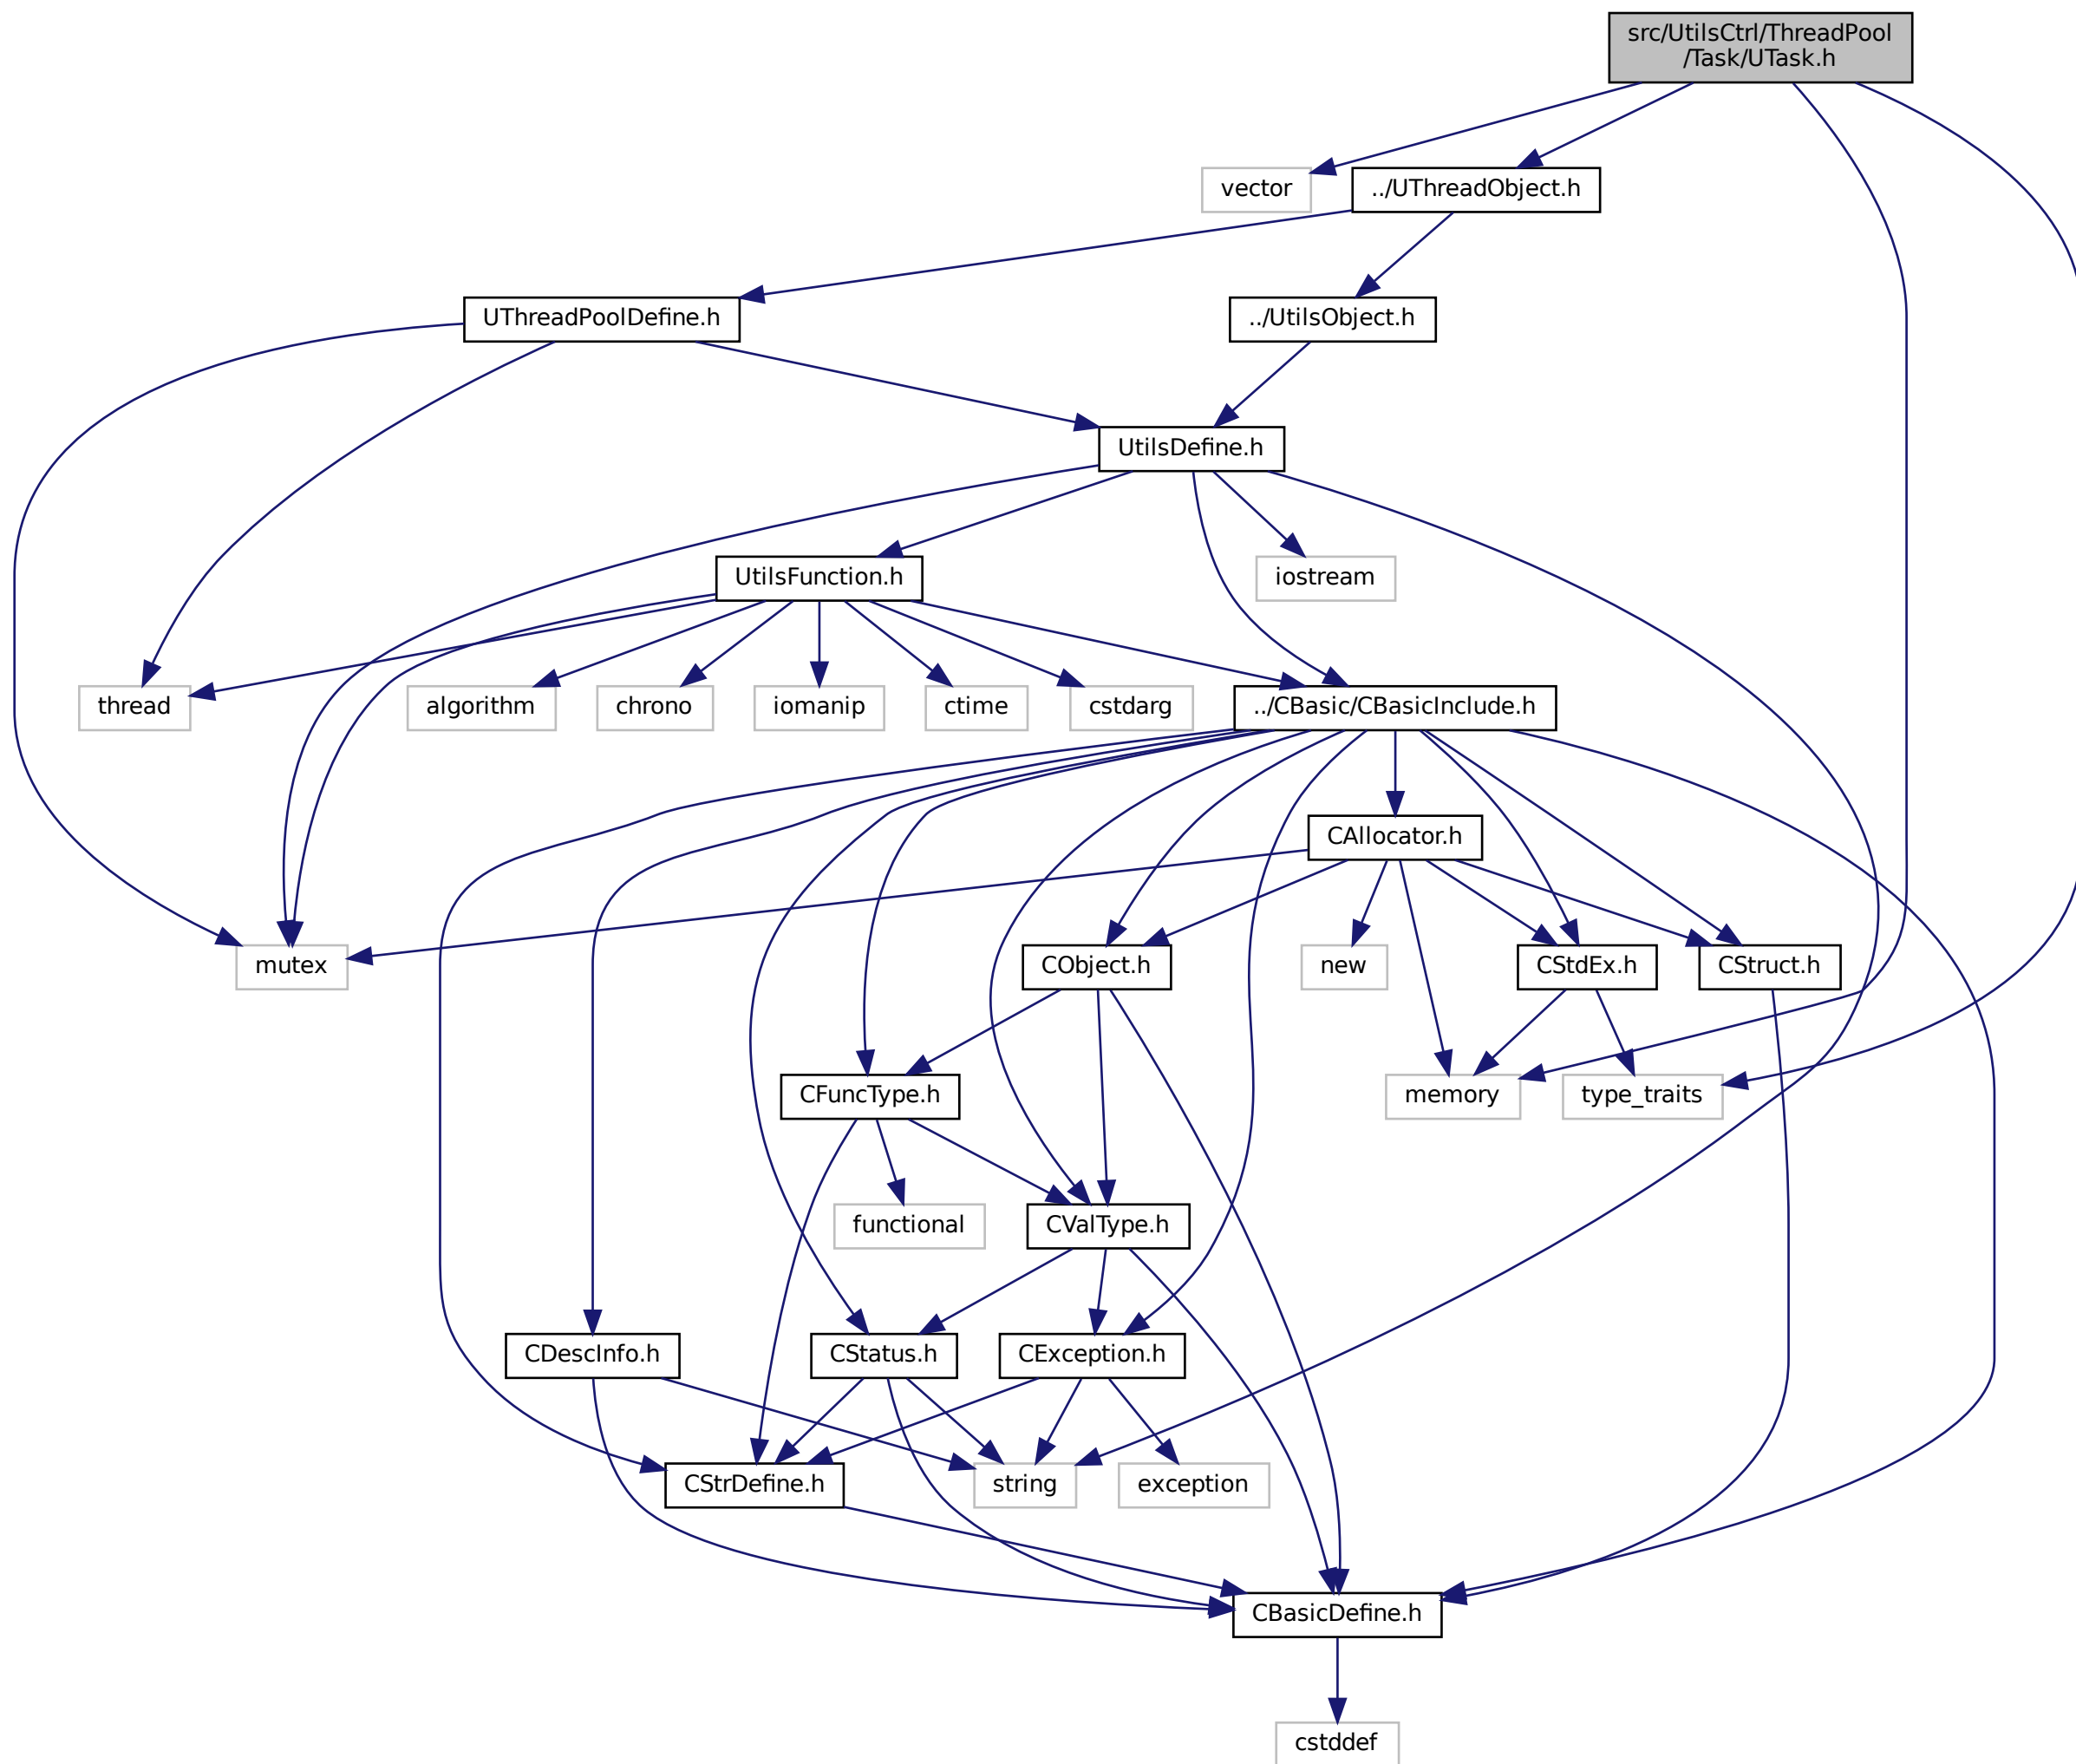 src/UtilsCtrl/ThreadPool
/Task/UTask.h
vector
../UThreadObject.h
UThreadPoolDefine.h
../UtilsObject.h
UtilsDefine.h
UtilsFunction.h
iostream
thread
algorithm
chrono
iomanip
ctime
cstdarg
../CBasic/CBasicInclude.h
CAllocator.h
mutex
CObject.h
new
CStdEx.h
CStruct.h
CFuncType.h
memory
type_traits
functional
CValType.h
CDescInfo.h
CStatus.h
CException.h
CStrDefine.h
string
exception
CBasicDefine.h
cstddef